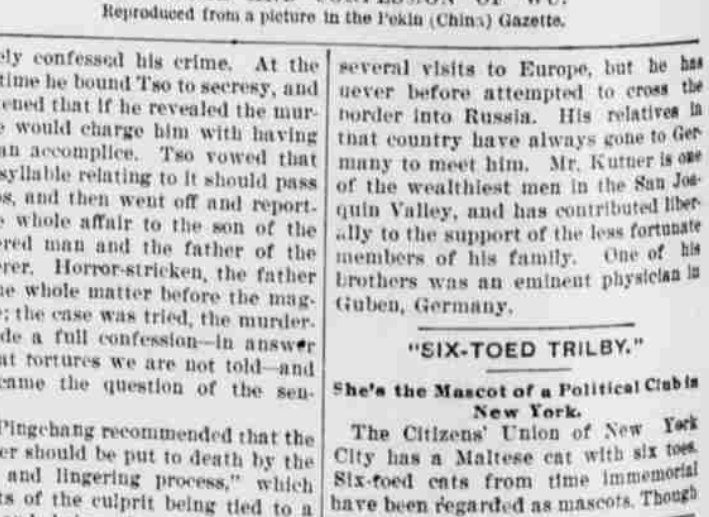 Reproduced from a picture in the Pekin (China) Gazette.
ely confessed his crime. At the
time he bound Tso to secresy, and
ened that if he revealed the mur-
e would charge him with having
an accomplice. Tso vowed that
syllable relating to it should pass
os, and then went off and report-
e whole affair to the son of the
ered man and the father of the
erer. Horror-stricken, the father
he whole matter before the mag-
e; the case was tried, the murder-
de a full confession—in answer
at tortures we are not told—and
came the question of the sen-
Pingchang recommended that the
er should be put to death by the
and lingering process," which
ts of the culprit being tied to a
several visits to Europe, but he has
never before attempted to cross the
border into Russia. His relatives in
that country have always gone to Ger-
many to meet him. Mr. Kutner is one
of the wealthiest men in the San Joa-
quin Valley, and has contributed liber-
ally to the support of the less fortunate
members of his family. One of his
brothers was an eminent physician in
Guben, Germany.
"SIX-TOED TRILBY."
She's the Mascot of a Political Club in
New York.
The Citizens' Union of New York
City has a Maltese cat with six toes.
Six-toed cats from time immemorial
have been regarded as mascots. Though